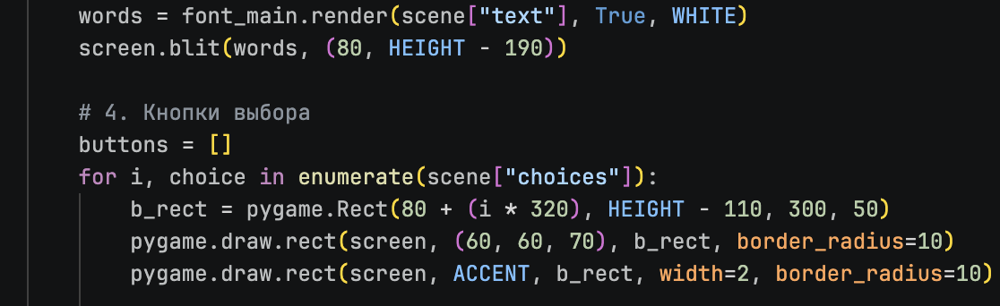 words = font_main.render(scene["text"], True, WHITE)
screen.blit(words, (80, HEIGHT - 190))
# 4. Кнопки выбора
buttons = []
for i, choice in enumerate(scene["choices"]):
b_rect = pygame.Rect(80 + (i * 320), HEIGHT - 110, 300, 50)
pygame.draw.rect(screen, (60, 60, 70), b_rect, border_radius=10)
pygame.draw.rect(screen, ACCENT, b_rect, width=2, border_radius=10)